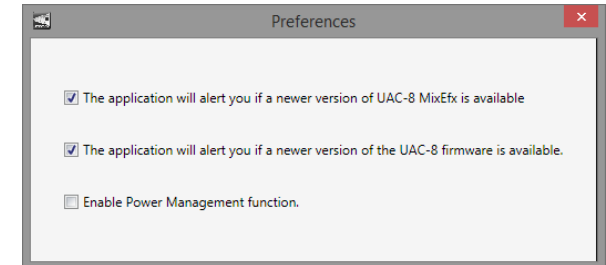 Preferences
The application will alert you if a newer version of UAC-8 MixEfx is available
The application will alert you if a newer version of the UAC-8 firmware is available.
Enable Power Management function.